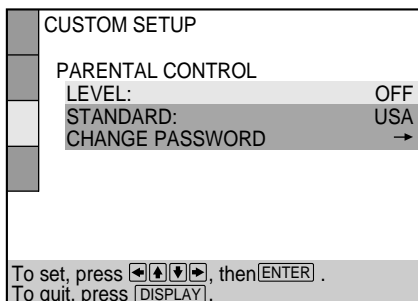 CUSTOM SETUP
PARENTAL CONTROL
LEVEL: OFF
STANDARD: USA
CHANGE PASSWORD →
To set, press ←↑↓→, then ENTER .
To quit, press DISPLAY.